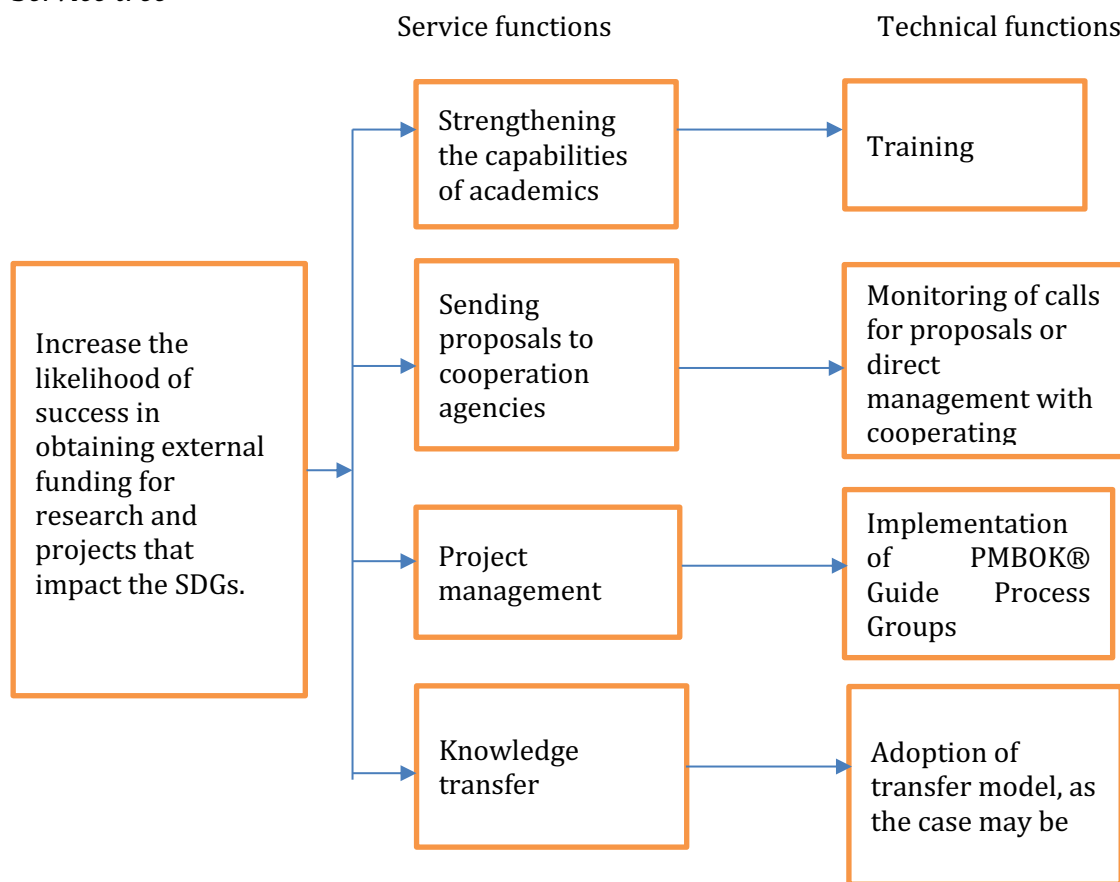 Service functions
Technical functions
Strengthening
the capabilities
of academics
Training
Increase the
likelihood of
success in
obtaining external
funding for
research and
projects that
impact the SDGs.
Sending
proposals to
cooperation
agencies
Monitoring of calls
for proposals or
direct
management with
cooperating
Project
management
Implementation
of PMBOK®
Guide Process
Groups
Knowledge
transfer
Adoption of
transfer model, as
the case may be